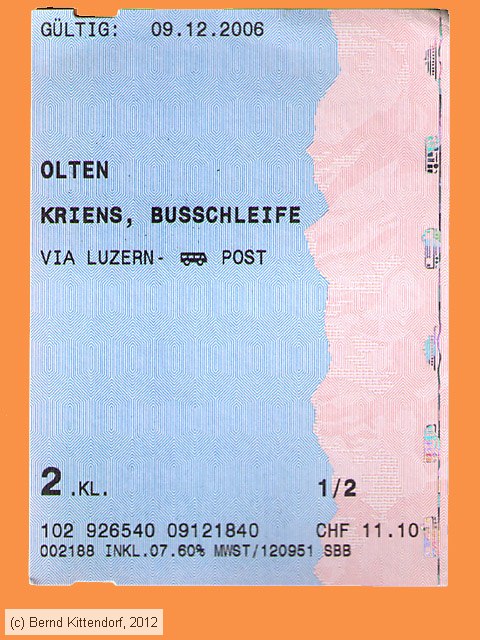 GÜLTIG: 09.12.2006
OLTEN
KRIENS, BUSSCHLEIFE
VIA LUZERN- POST
2.KL. 1/2
102 926540 09121840 CHF 11.10
002188 INKL.07.60% MWST/120951 SBB
(c) Bernd Kittendorf, 2012